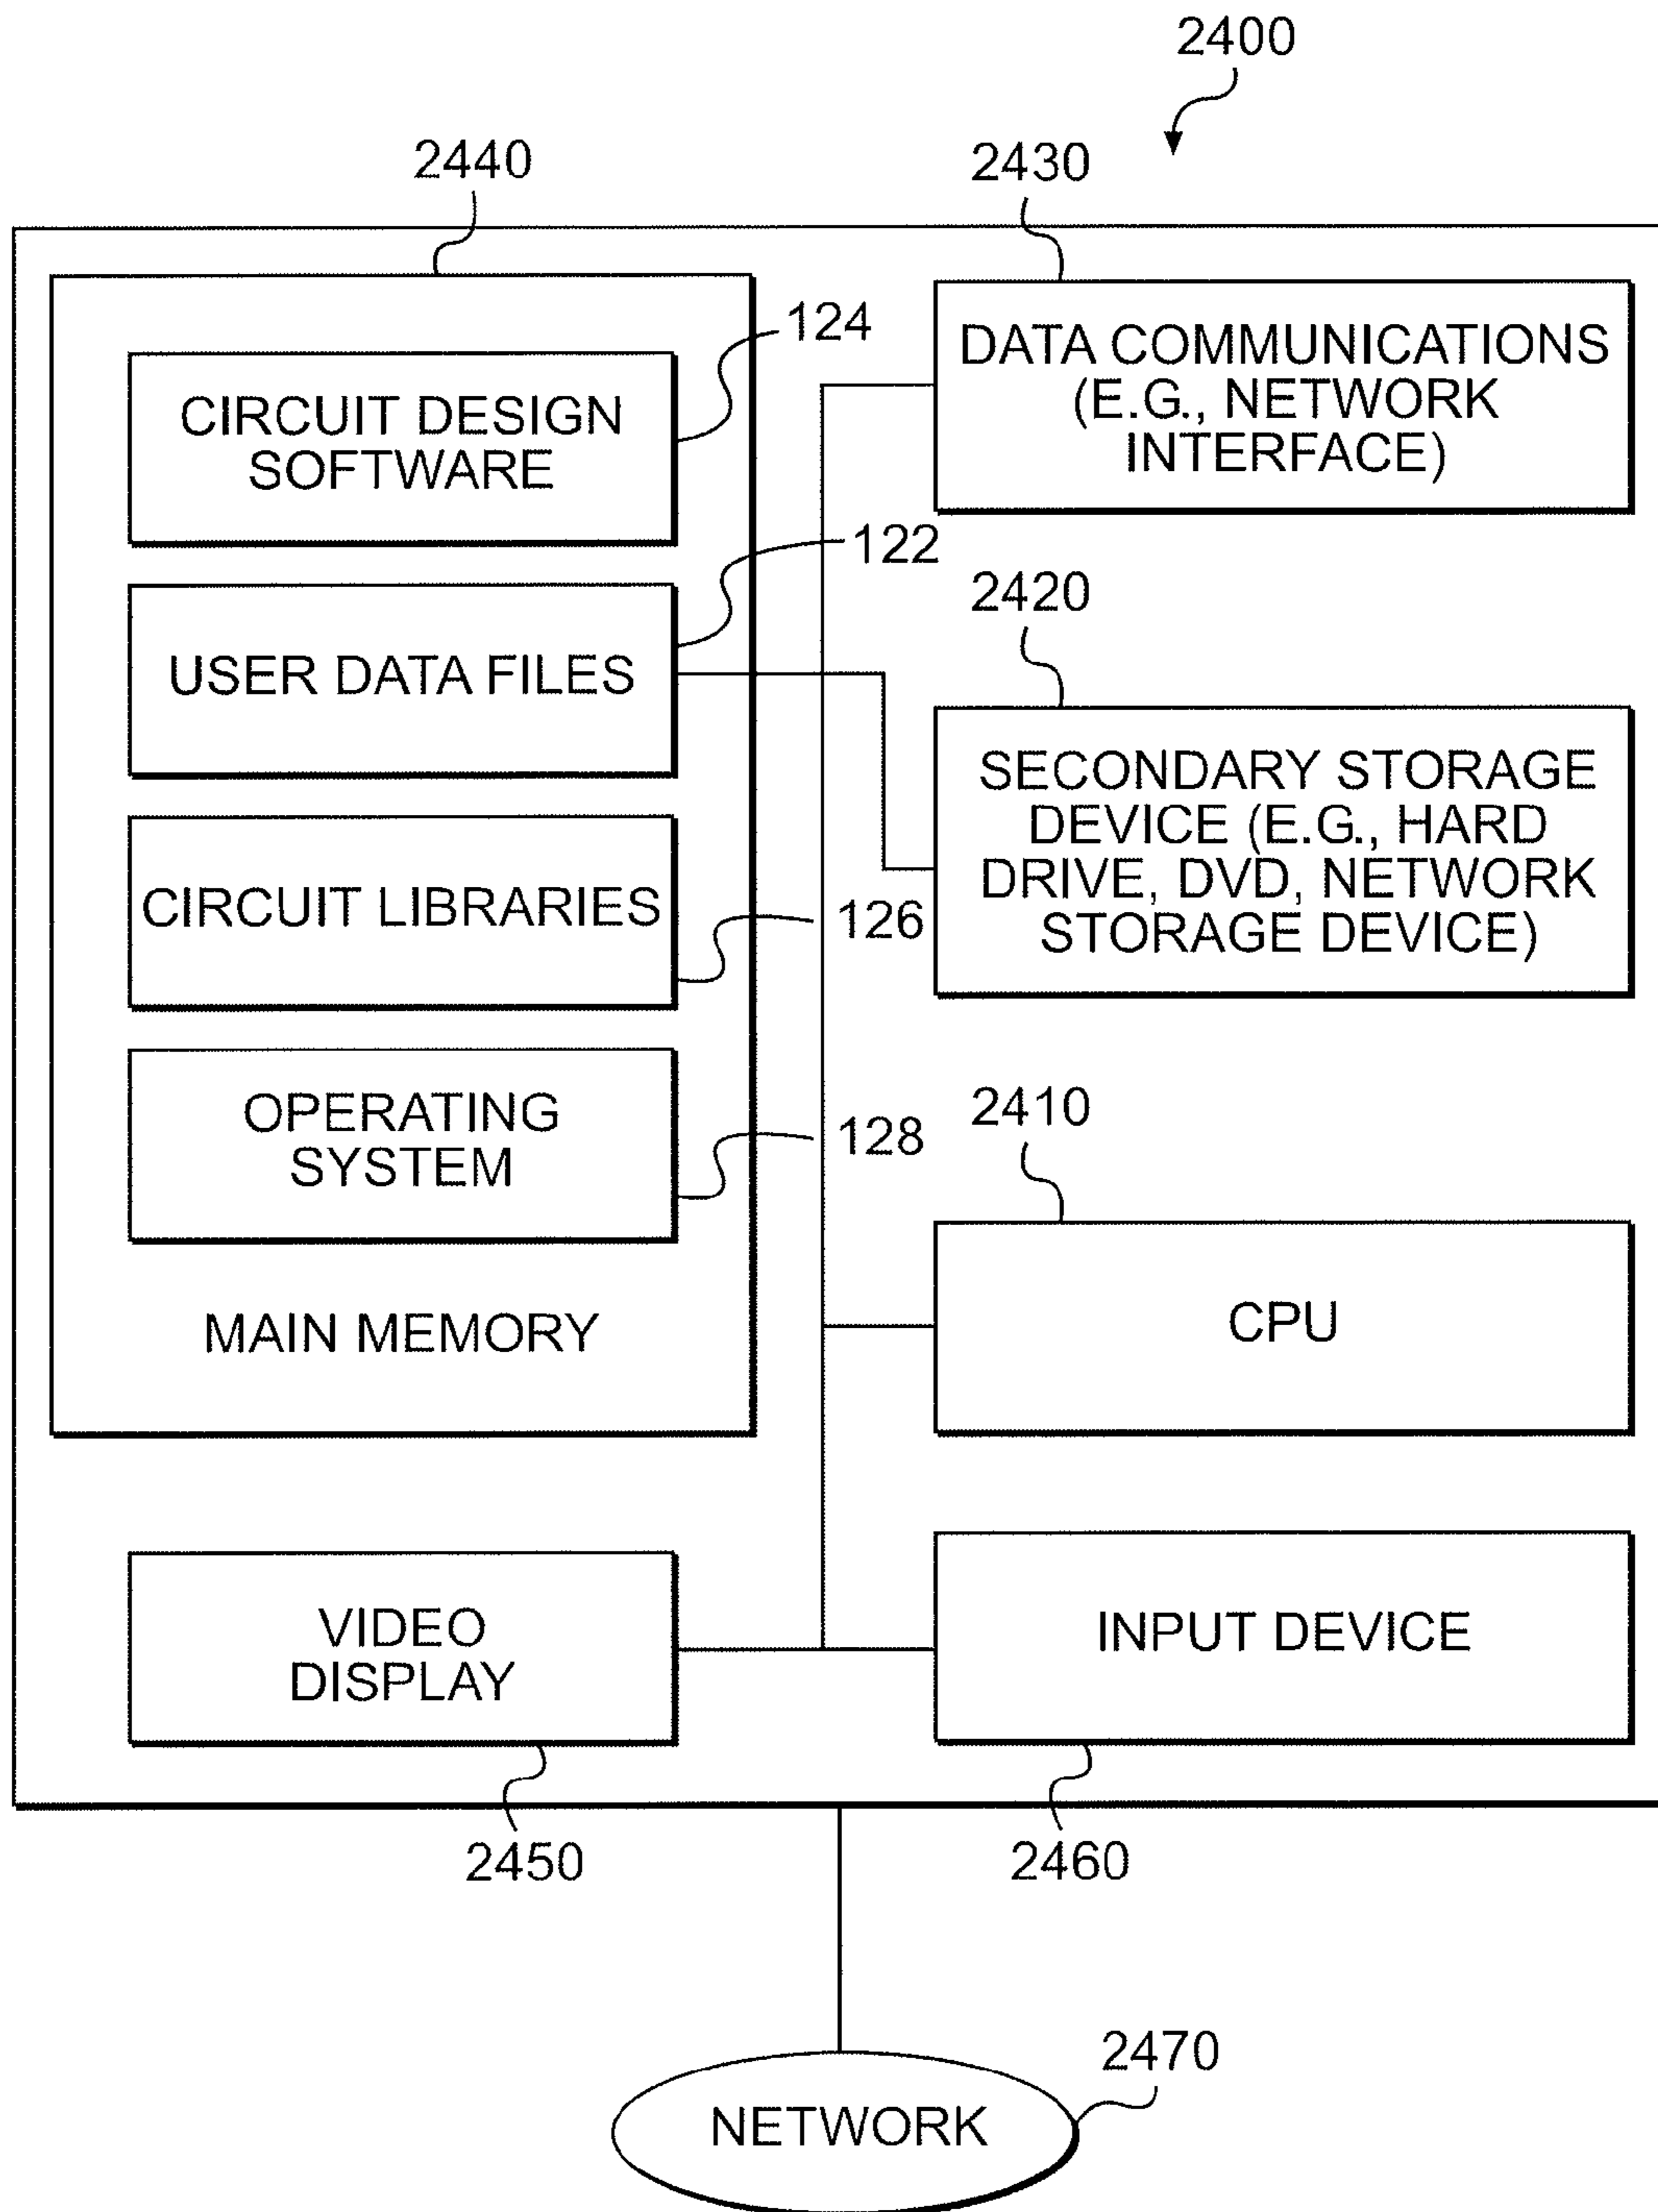 2400
2440
2430
124
CIRCUIT DESIGN
SOFTWARE
DATA COMMUNICATIONS
(E.G., NETWORK
INTERFACE)
122
USER DATA FILES
2420
SECONDARY STORAGE
DEVICE (E.G., HARD
DRIVE, DVD, NETWORK
STORAGE DEVICE)
CIRCUIT LIBRARIES
126
OPERATING
SYSTEM
128
MAIN MEMORY
2410
CPU
VIDEO
DISPLAY
INPUT DEVICE
2450
2460
2470
NETWORK